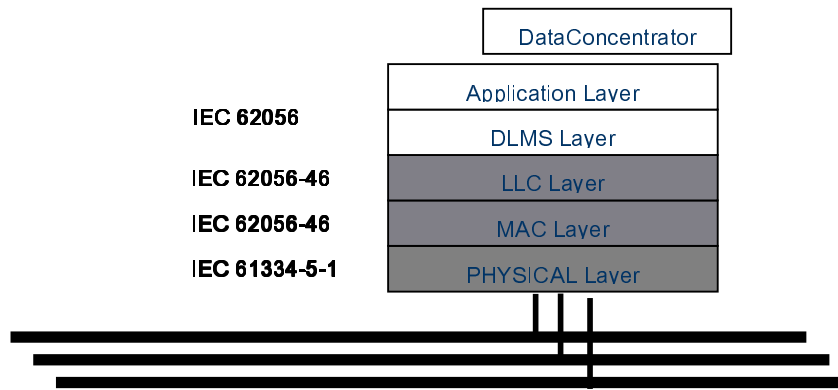 DataConcentrator
Application Layer
IEC 62056
DLMS Layer
IEC 62056-46
LLC Layer
IEC 62056-46
MAC Layer
IEC 61334-5-1
PHYSICAL Layer